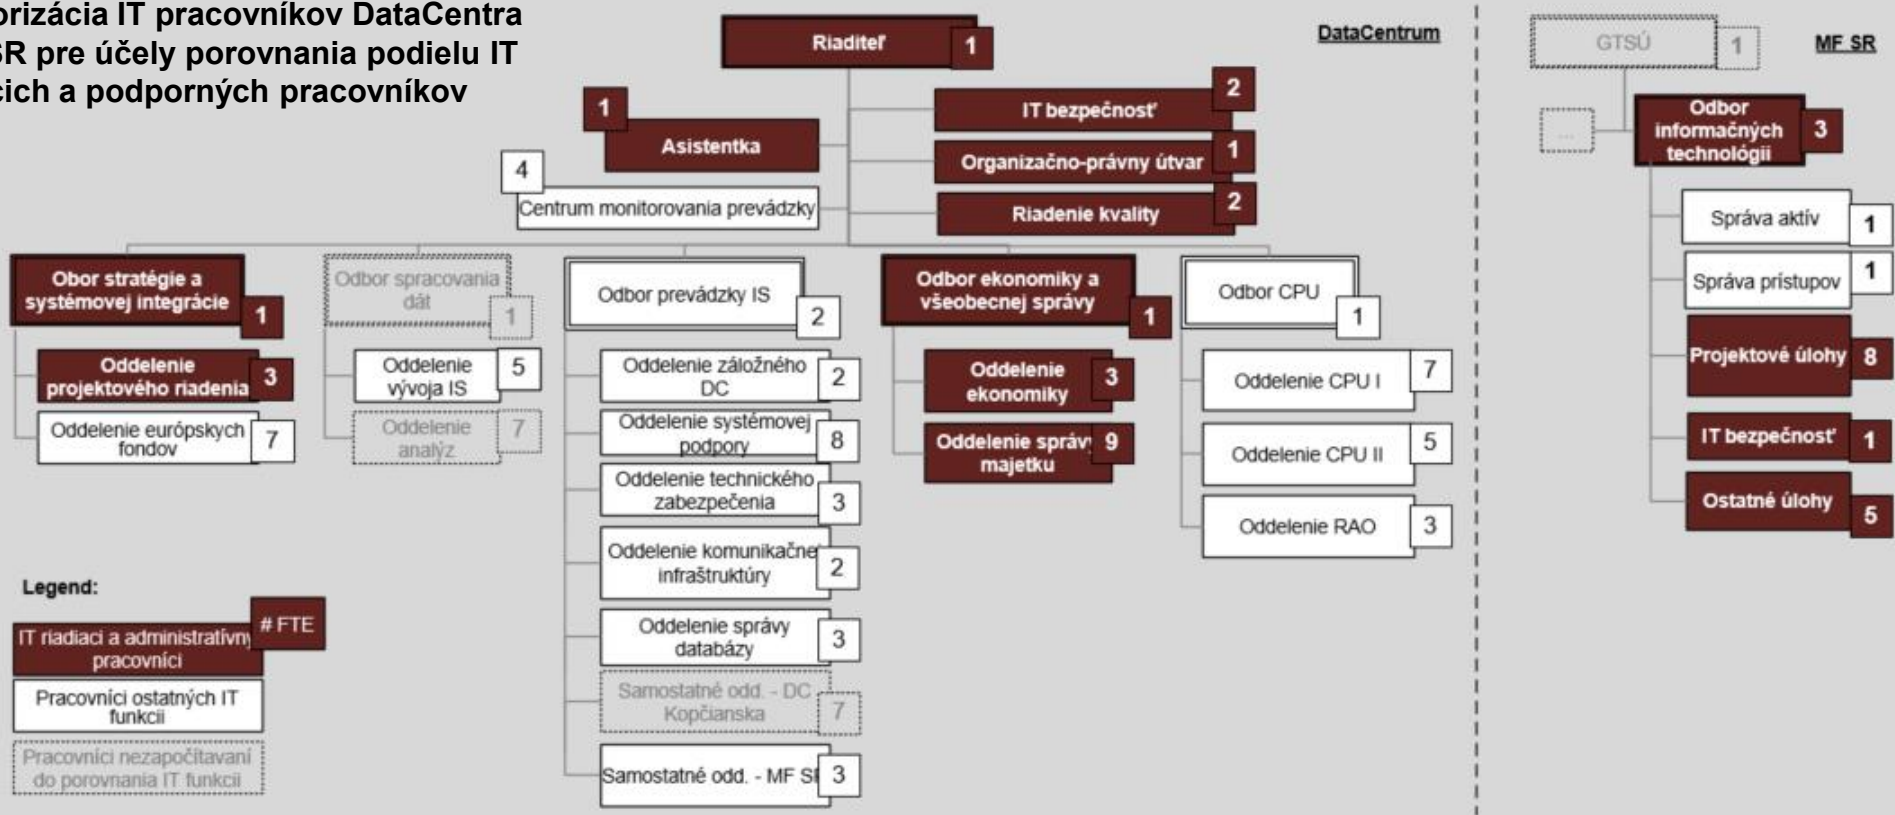 orizácia IT pracovníkov DataCentra
SR pre účely porovnania podielu IT
cich a podporných pracovníkov
DataCentrum
MF SR
Riaditeľ
1
Asistentka
1
Centrum monitorovania prevádzky
4
IT bezpečnosť
2
Organizačno-právny útvar
1
Riadenie kvality
2
Obor stratégie a
systémovej integrácie
1
Oddelenie
projektového riadenia
3
Oddelenie európskych
fondov
7
Odbor spracovania
dát
1
Oddelenie
vývoja IS
5
Oddelenie
analýz
7
Odbor prevádzky IS
2
Oddelenie záložného
DC
2
Oddelenie systémovej
podpory
8
Oddelenie technického
zabezpečenia
3
Oddelenie komunikačnej
infraštruktúry
2
Oddelenie správy
databázy
3
Samostatné odd. - DC
Kopčianska
7
Samostatné odd. - MF SR
3
Odbor ekonomiky a
všeobecnej správy
1
Oddelenie
ekonomiky
3
Oddelenie správy
majetku
9
Odbor CPU
1
Oddelenie CPU I
7
Oddelenie CPU II
5
Oddelenie RAO
3
GTSÚ
1
...
Odbor
informačných
technológii
3
Správa aktív
1
Správa prístupov
1
Projektové úlohy
8
IT bezpečnosť
1
Ostatné úlohy
5
Legend:
# FTE
IT riadiaci a administratívny
pracovníci
Pracovníci ostatných IT
funkcii
Pracovníci nezapočítavaní
do porovnania IT funkcii